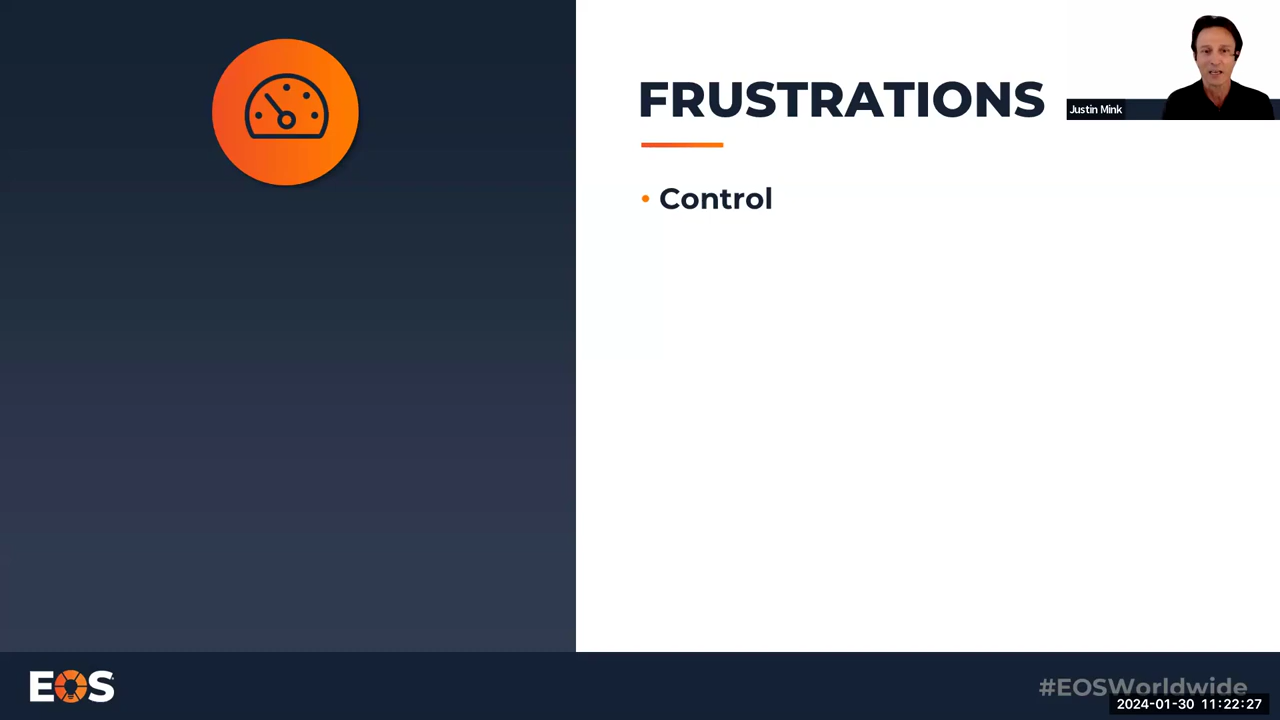 FRUSTRATIONS
Justin Mink
• Control
EOS
#EOSWorldwide
2024-01-30 11:22:27